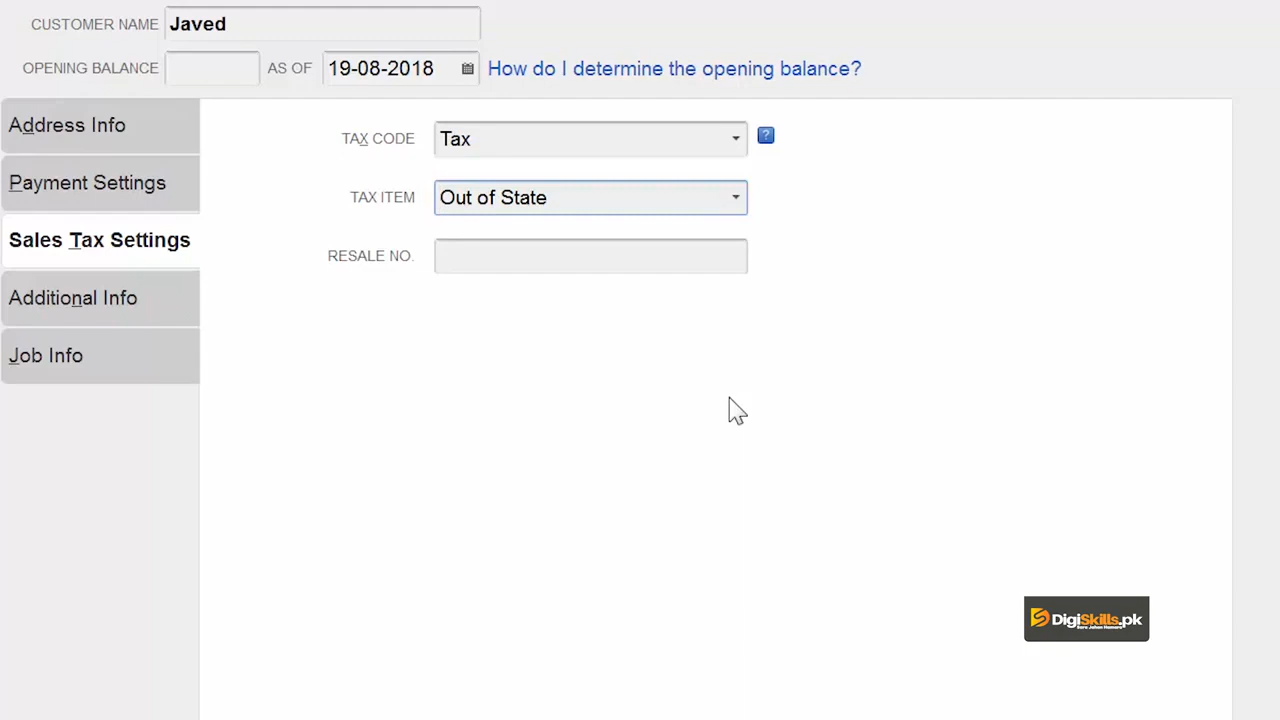 CUSTOMER NAME Javed
OPENING BALANCE AS OF 19-08-2018 How do I determine the opening balance?
Address Info
Payment Settings
Sales Tax Settings
Additional Info
Job Info
TAX CODE Tax ?
TAX ITEM Out of State
RESALE NO.
DigiSkills.pk